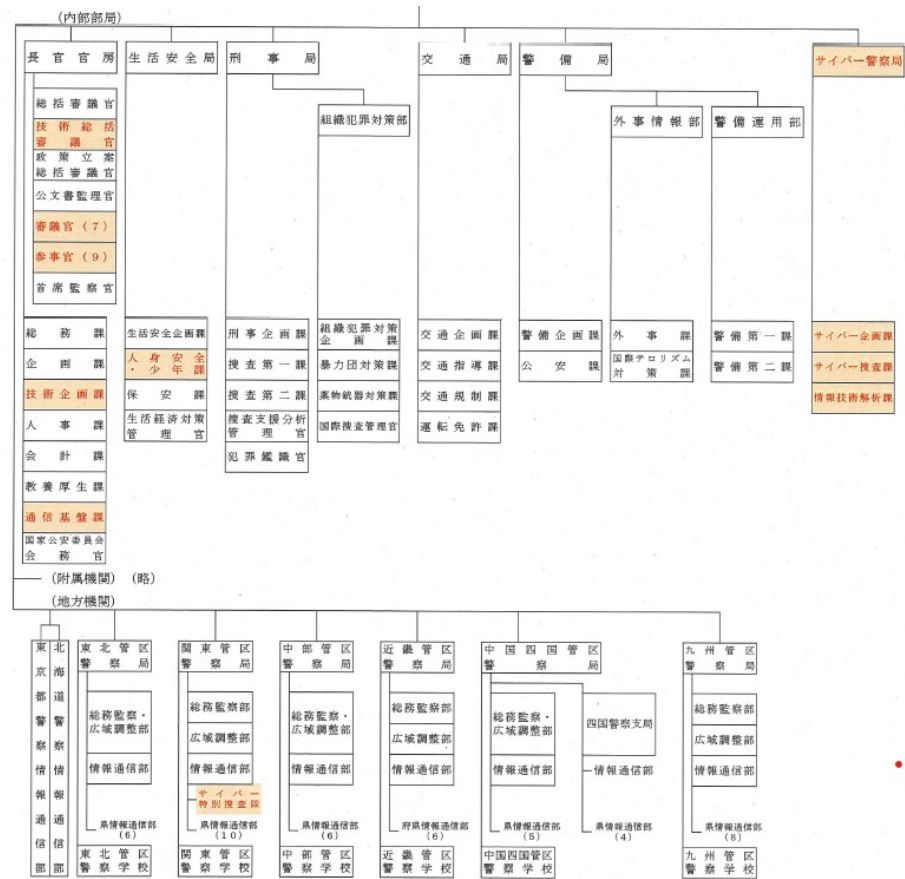 (内部部局)
長官官房
生活安全局
刑事局
交通局
警備局
サイバー警察局
組織犯罪対策部
外事情報部
警備運用部
総括審議官
技術総括
審議官
政策立案
総括審議官
公文書監理官
審議官(7)
参事官(9)
首席監察官
総務課
企画課
技術企画課
人事課
会計課
教養厚生課
通信基盤課
国家公安委員会
会務官
生活安全企画課
人身安全
・少年課
保安課
生活経済対策
管理官
刑事企画課
捜査第一課
捜査第二課
捜査支援分析
管理官
犯罪鑑識官
組織犯罪対策
企画課
暴力団対策課
薬物銃器対策課
国際捜査管理官
交通企画課
交通指導課
交通規制課
運転免許課
警備企画課
公安課
外事課
国際テロリズム
対策課
警備第一課
警備第二課
サイバー企画課
サイバー捜査課
情報技術解析課
(附属機関) (略)
(地方機関)
東京都警察情報通信部
北海道警察情報通信部
東北管区
警察局
総務監察・
広域調整部
情報通信部
県情報通信部
(6)
東北管区
警察学校
関東管区
警察局
総務監察部
広域調整部
情報通信部
サイバー
特別捜査隊
県情報通信部
(10)
関東管区
警察学校
中部管区
警察局
総務監察・
広域調整部
情報通信部
県情報通信部
(6)
中部管区
警察学校
近畿管区
警察局
総務監察部
広域調整部
情報通信部
府県情報通信部
(6)
近畿管区
警察学校
中国四国管区
警察局
総務監察・
広域調整部
情報通信部
県情報通信部
(5)
四国警察支局
情報通信部
県情報通信部
(4)
中国四国管区
警察学校
九州管区
警察局
総務監察部
広域調整部
情報通信部
県情報通信部
(8)
九州管区
警察学校